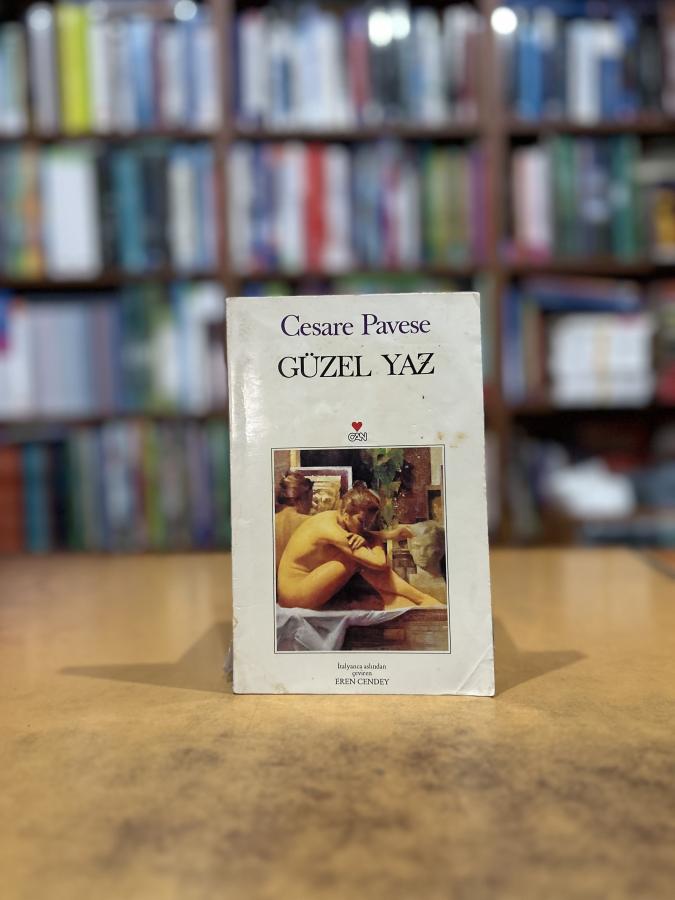 Cesare Pavese
GÜZEL YAZ
CAN
İtalyanca aslından
çeviren
EREN CENDEY